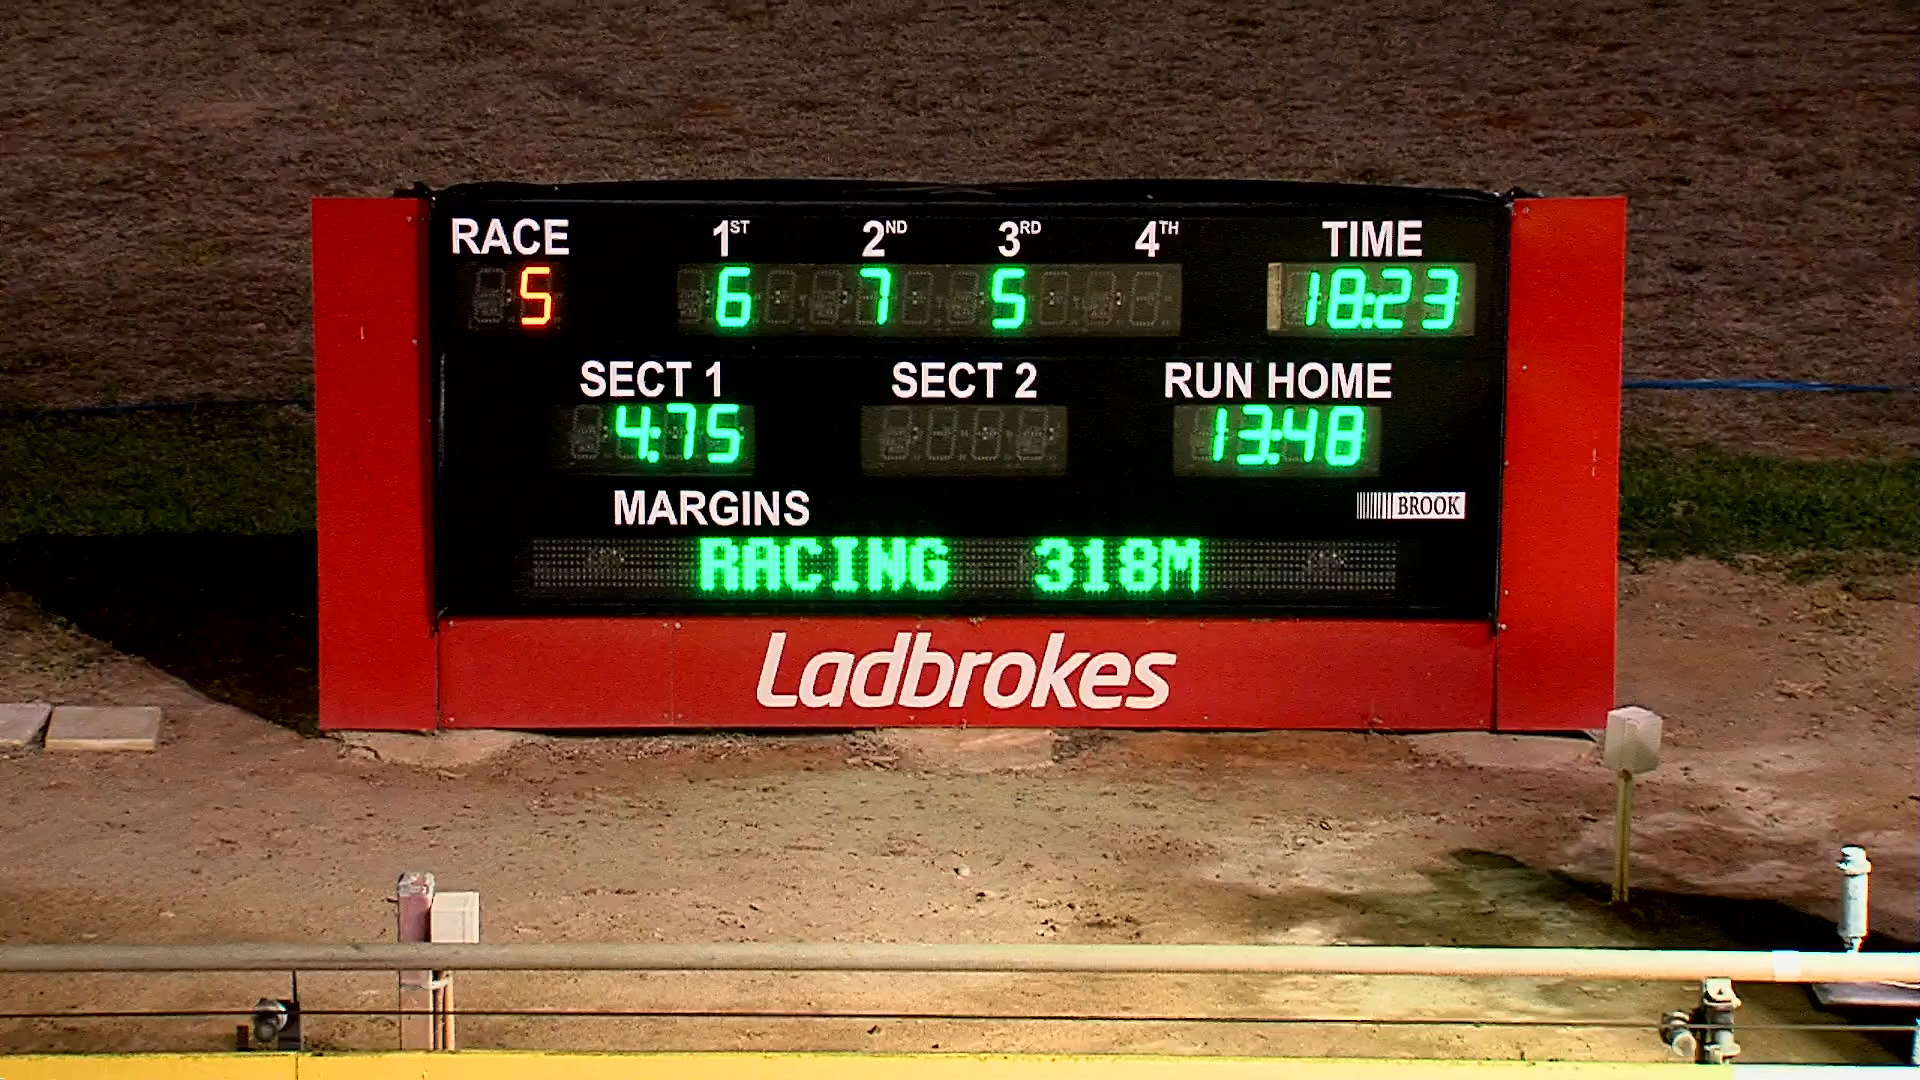 RACE 1ST 2ND 3RD 4TH TIME
5 6 7 5 18:23
SECT 1 SECT 2 RUN HOME
4:75 13:48
MARGINS BROOK
RACING 318M
Ladbrokes